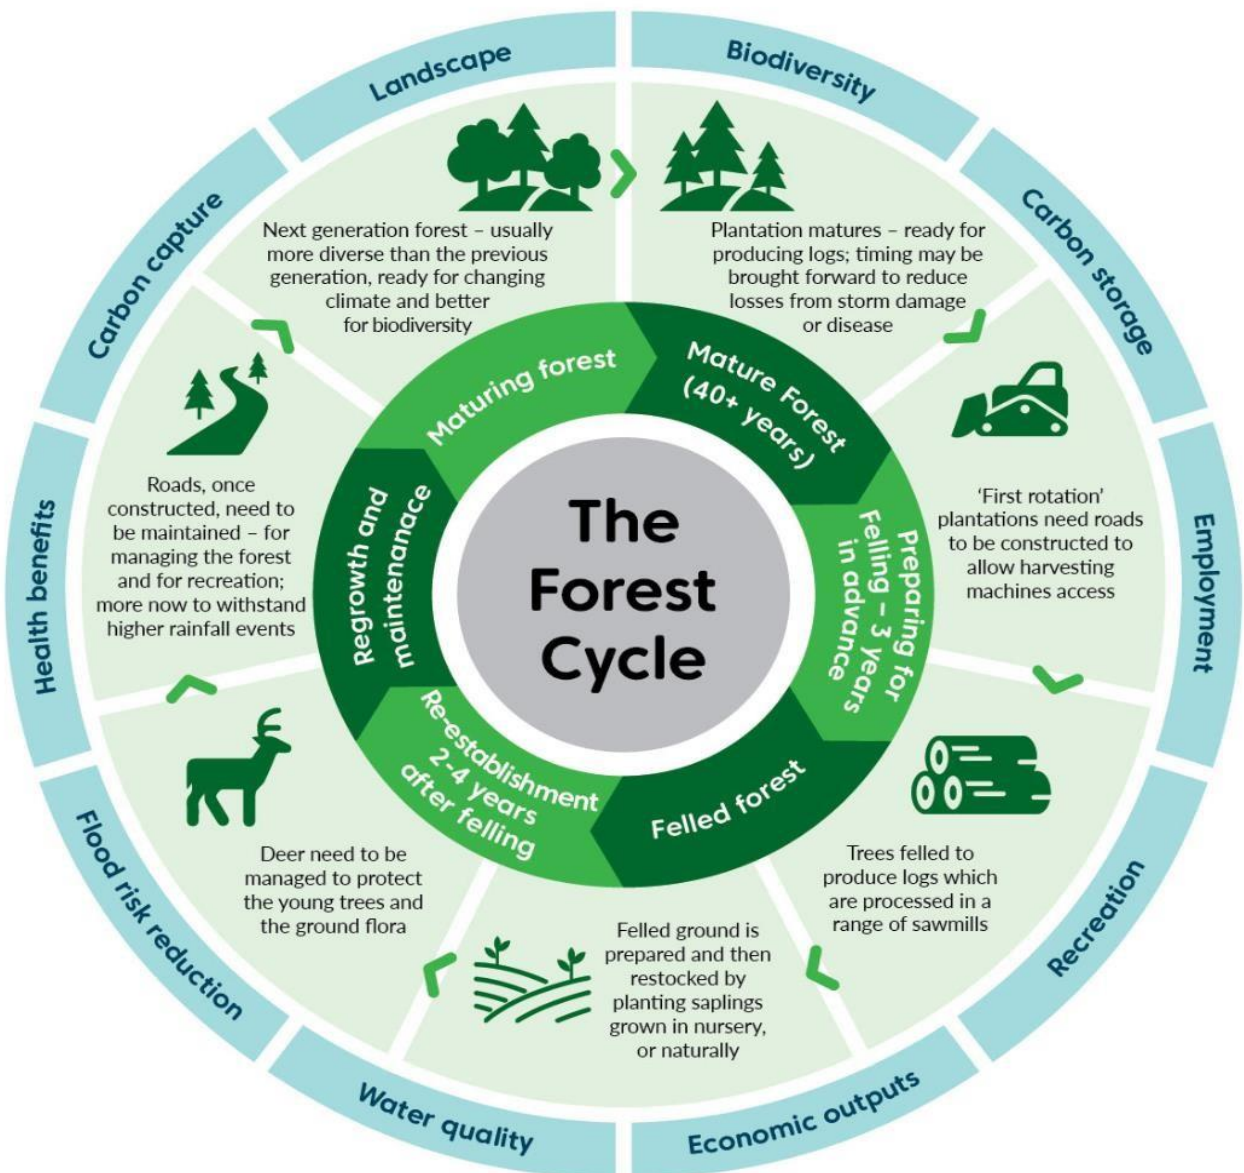 The
Forest
Cycle
Mature Forest
(40+ years)
Preparing for
Felling – 3 years
in advance
Felled forest
Re-establishment
2-4 years
after felling
Regrowth and
maintenanace
Maturing forest
Plantation matures – ready for
producing logs; timing may be
brought forward to reduce
losses from storm damage
or disease
‘First rotation’
plantations need roads
to be constructed to
allow harvesting
machines access
Trees felled to
produce logs which
are processed in a
range of sawmills
Felled ground is
prepared and then
restocked by
planting saplings
grown in nursery,
or naturally
Deer need to be
managed to protect
the young trees and
the ground flora
Roads, once
constructed, need to
be maintained – for
managing the forest
and for recreation;
more now to withstand
higher rainfall events
Next generation forest – usually
more diverse than the previous
generation, ready for changing
climate and better
for biodiversity
Biodiversity
Carbon storage
Employment
Recreation
Economic outputs
Water quality
Flood risk reduction
Health benefits
Carbon capture
Landscape